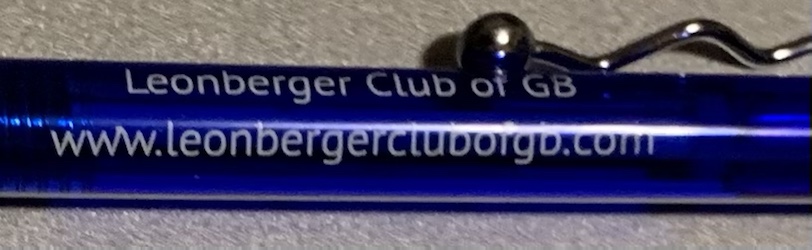 Leonberger Club of GB
www.leonbergerclubofgb.com